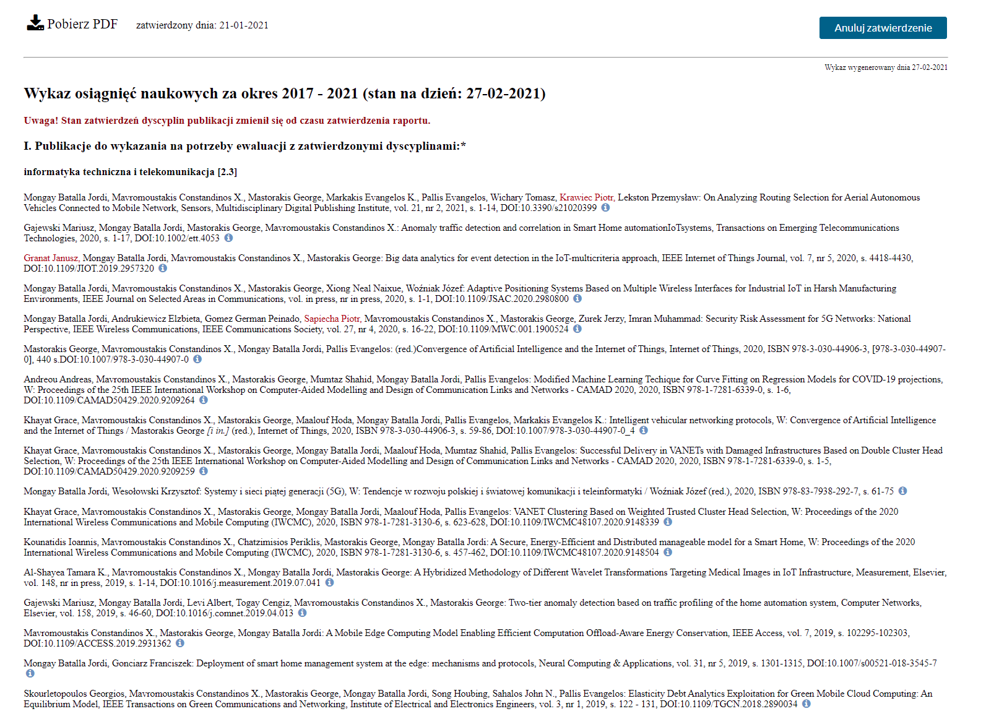 Pobierz PDF zatwierdzony dnia: 21-01-2021 Anuluj zatwierdzenie
Wykaz wygenerowany dnia 27-02-2021
Wykaz osiągnięć naukowych za okres 2017 - 2021 (stan na dzień: 27-02-2021)
Uwaga! Stan zatwierdzeń dyscyplin publikacji zmienił się od czasu zatwierdzenia raportu.
I. Publikacje do wykazania na potrzeby ewaluacji z zatwierdzonymi dyscyplinami:*
informatyka techniczna i telekomunikacja [2.3]
Mongay Batalla Jordi, Mavromoustakis Constandinos X., Mastorakis George, Markakis Evangelos K., Pallis Evangelos, Wichary Tomasz, Krawiec Piotr, Lekston Przemysław: On Analyzing Routing Selection for Aerial Autonomous
Vehicles Connected to Mobile Network, Sensors, Multidisciplinary Digital Publishing Institute, vol. 21, nr 2, 2021, s. 1-14, DOI:10.3390/s21020399
Gajewski Mariusz, Mongay Batalla Jordi, Mastorakis George, Mavromoustakis Constandinos X.: Anomaly traffic detection and correlation in Smart Home automationIoTsystems, Transactions on Emerging Telecommunications
Technologies, 2020, s. 1-17, DOI:10.1002/ett.4053
Granat Janusz, Mongay Batalla Jordi, Mavromoustakis Constandinos X., Mastorakis George: Big data analytics for event detection in the IoT-multicriteria approach, IEEE Internet of Things Journal, vol. 7, nr 5, 2020, s. 4418-4430,
DOI:10.1109/JIOT.2019.2957320
Mongay Batalla Jordi, Mavromoustakis Constandinos X., Mastorakis George, Xiong Neal Naixue, Woźniak Józef: Adaptive Positioning Systems Based on Multiple Wireless Interfaces for Industrial IoT in Harsh Manufacturing
Environments, IEEE Journal on Selected Areas in Communications, vol. in press, nr in press, 2020, s. 1-1, DOI:10.1109/JSAC.2020.2980800
Mongay Batalla Jordi, Andrukiewicz Elzbieta, Gomez German Peinado, Sapiecha Piotr, Mavromoustakis Constandinos X., Mastorakis George, Zurek Jerzy, Imran Muhammad: Security Risk Assessment for 5G Networks: National
Perspective, IEEE Wireless Communications, IEEE Communications Society, vol. 27, nr 4, 2020, s. 16-22, DOI:10.1109/MWC.001.1900524
Mastorakis George, Mavromoustakis Constandinos X., Mongay Batalla Jordi, Pallis Evangelos: (red.)Convergence of Artificial Intelligence and the Internet of Things, Internet of Things, 2020, ISBN 978-3-030-44906-3, [978-3-030-44907-
0], 440 s.DOI:10.1007/978-3-030-44907-0
Andreou Andreas, Mavromoustakis Constandinos X., Mastorakis George, Mumtaz Shahid, Mongay Batalla Jordi, Pallis Evangelos: Modified Machine Learning Techique for Curve Fitting on Regression Models for COVID-19 projections,
W: Proceedings of the 25th IEEE International Workshop on Computer-Aided Modelling and Design of Communication Links and Networks - CAMAD 2020, 2020, ISBN 978-1-7281-6339-0, s. 1-6,
DOI:10.1109/CAMAD50429.2020.9209264
Khayat Grace, Mavromoustakis Constandinos X., Mastorakis George, Maalouf Hoda, Mongay Batalla Jordi, Pallis Evangelos, Markakis Evangelos K.: Intelligent vehicular networking protocols, W: Convergence of Artificial Intelligence
and the Internet of Things / Mastorakis George [i in.] (red.), Internet of Things, 2020, ISBN 978-3-030-44906-3, s. 59-86, DOI:10.1007/978-3-030-44907-0_4
Khayat Grace, Mavromoustakis Constandinos X., Mastorakis George, Mongay Batalla Jordi, Maalouf Hoda, Mumtaz Shahid, Pallis Evangelos: Successful Delivery in VANETs with Damaged Infrastructures Based on Double Cluster Head
Selection, W: Proceedings of the 25th IEEE International Workshop on Computer-Aided Modelling and Design of Communication Links and Networks - CAMAD 2020, 2020, ISBN 978-1-7281-6339-0, s. 1-5,
DOI:10.1109/CAMAD50429.2020.9209259
Mongay Batalla Jordi, Wesołowski Krzysztof: Systemy i sieci piątej generacji (5G), W: Tendencje w rozwoju polskiej i światowej komunikacji i teleinformatyki / Woźniak Józef (red.), 2020, ISBN 978-83-7938-292-7, s. 61-75
Khayat Grace, Mavromoustakis Constandinos X., Mastorakis George, Mongay Batalla Jordi, Maalouf Hoda, Pallis Evangelos: VANET Clustering Based on Weighted Trusted Cluster Head Selection, W: Proceedings of the 2020
International Wireless Communications and Mobile Computing (IWCMC), 2020, ISBN 978-1-7281-3130-6, s. 623-628, DOI:10.1109/IWCMC48107.2020.9148339
Kounatidis Ioannis, Mavromoustakis Constandinos X., Chatzimisios Periklis, Mastorakis George, Mongay Batalla Jordi: A Secure, Energy-Efficient and Distributed manageable model for a Smart Home, W: Proceedings of the 2020
International Wireless Communications and Mobile Computing (IWCMC), 2020, ISBN 978-1-7281-3130-6, s. 457-462, DOI:10.1109/IWCMC48107.2020.9148504
Al-Shayea Tamara K., Mavromoustakis Constandinos X., Mongay Batalla Jordi, Mastorakis George: A Hybridized Methodology of Different Wavelet Transformations Targeting Medical Images in IoT Infrastructure, Measurement, Elsevier,
vol. 148, nr in press, 2019, s. 1-14, DOI:10.1016/j.measurement.2019.07.041
Gajewski Mariusz, Mongay Batalla Jordi, Levi Albert, Togay Cengiz, Mavromoustakis Constandinos X., Mastorakis George: Two-tier anomaly detection based on traffic profiling of the home automation system, Computer Networks,
Elsevier, vol. 158, 2019, s. 46-60, DOI:10.1016/j.comnet.2019.04.013
Mavromoustakis Constandinos X., Mastorakis George, Mongay Batalla Jordi: A Mobile Edge Computing Model Enabling Efficient Computation Offload-Aware Energy Conservation, IEEE Access, vol. 7, 2019, s. 102295-102303,
DOI:10.1109/ACCESS.2019.2931362
Mongay Batalla Jordi, Gonciarz Franciszek: Deployment of smart home management system at the edge: mechanisms and protocols, Neural Computing & Applications, vol. 31, nr 5, 2019, s. 1301-1315, DOI:10.1007/s00521-018-3545-7
Skourletopoulos Georgios, Mavromoustakis Constandinos X., Mastorakis George, Mongay Batalla Jordi, Song Houbing, Sahalos John N., Pallis Evangelos: Elasticity Debt Analytics Exploitation for Green Mobile Cloud Computing: An
Equilibrium Model, IEEE Transactions on Green Communications and Networking, Institute of Electrical and Electronics Engineers, vol. 3, nr 1, 2019, s. 122 - 131, DOI:10.1109/TGCN.2018.2890034